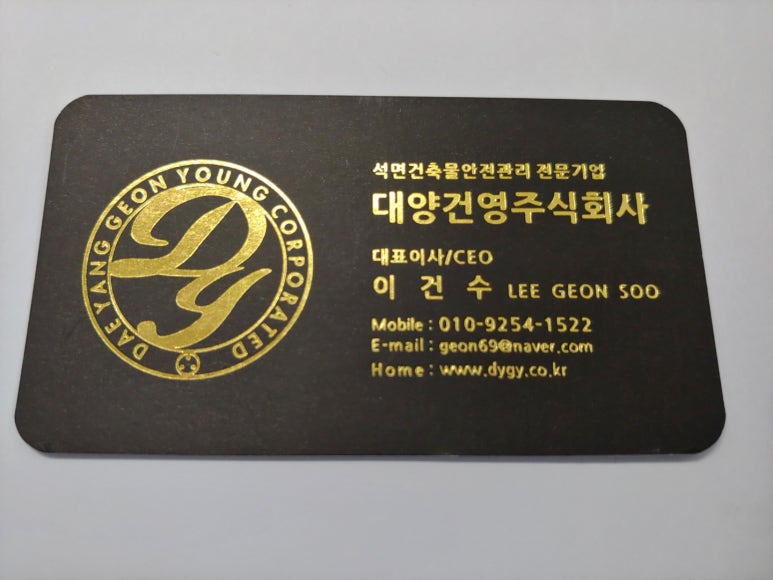 DAE YANG GEON YOUNG CORPORATED
DY
석면건축물안전관리 전문기업
대양건영주식회사
대표이사/CEO
이 건 수 LEE GEON SOO
Mobile : 010-9254-1522
E-mail : geon69@naver.com
Home : www.dygy.co.kr